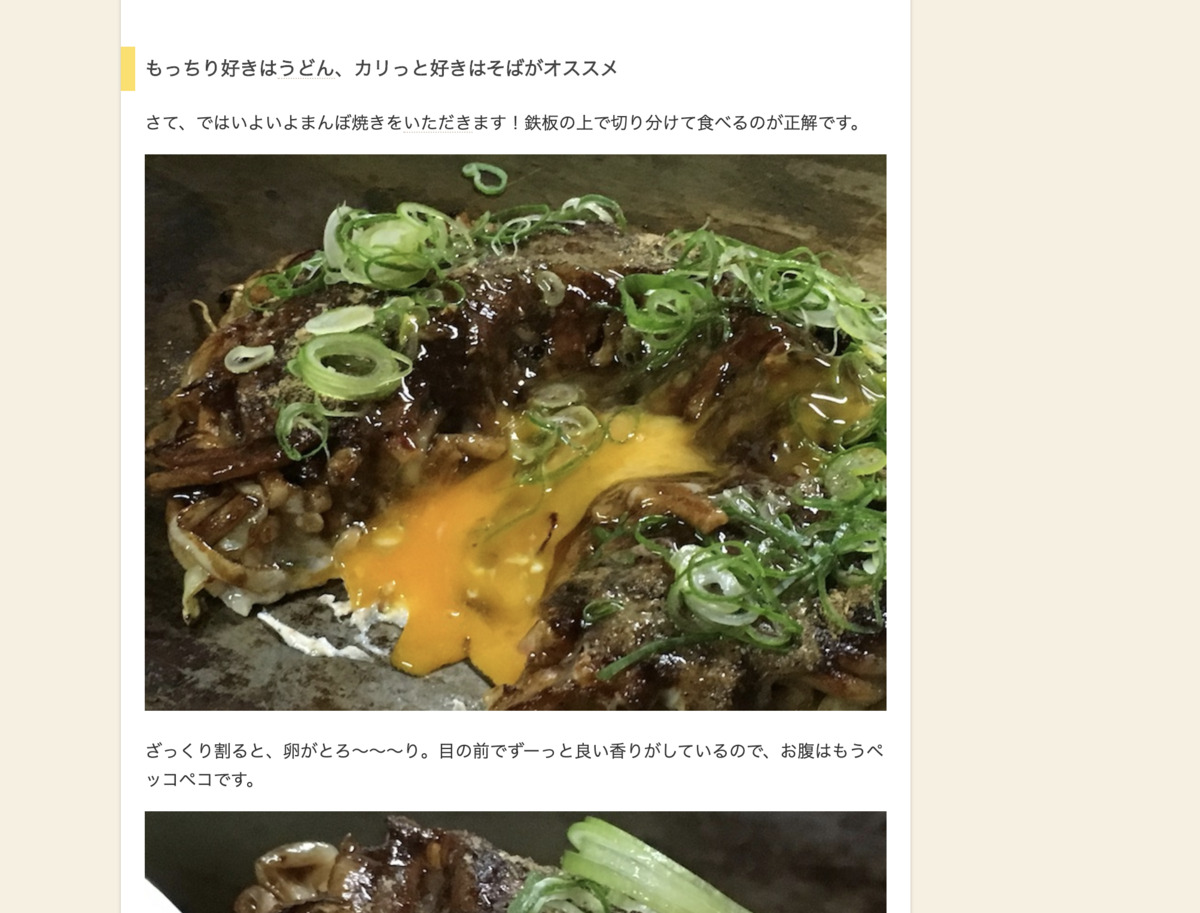 もっちり好きはうどん、カリっと好きはそばがオススメ
さて、ではいよいよまんぼ焼きをいただきます！鉄板の上で切り分けて食べるのが正解です。
ざっくり割ると、卵がとろ〜〜〜り。目の前でずーっと良い香りがしているので、お腹はもうペ
ッコペコです。